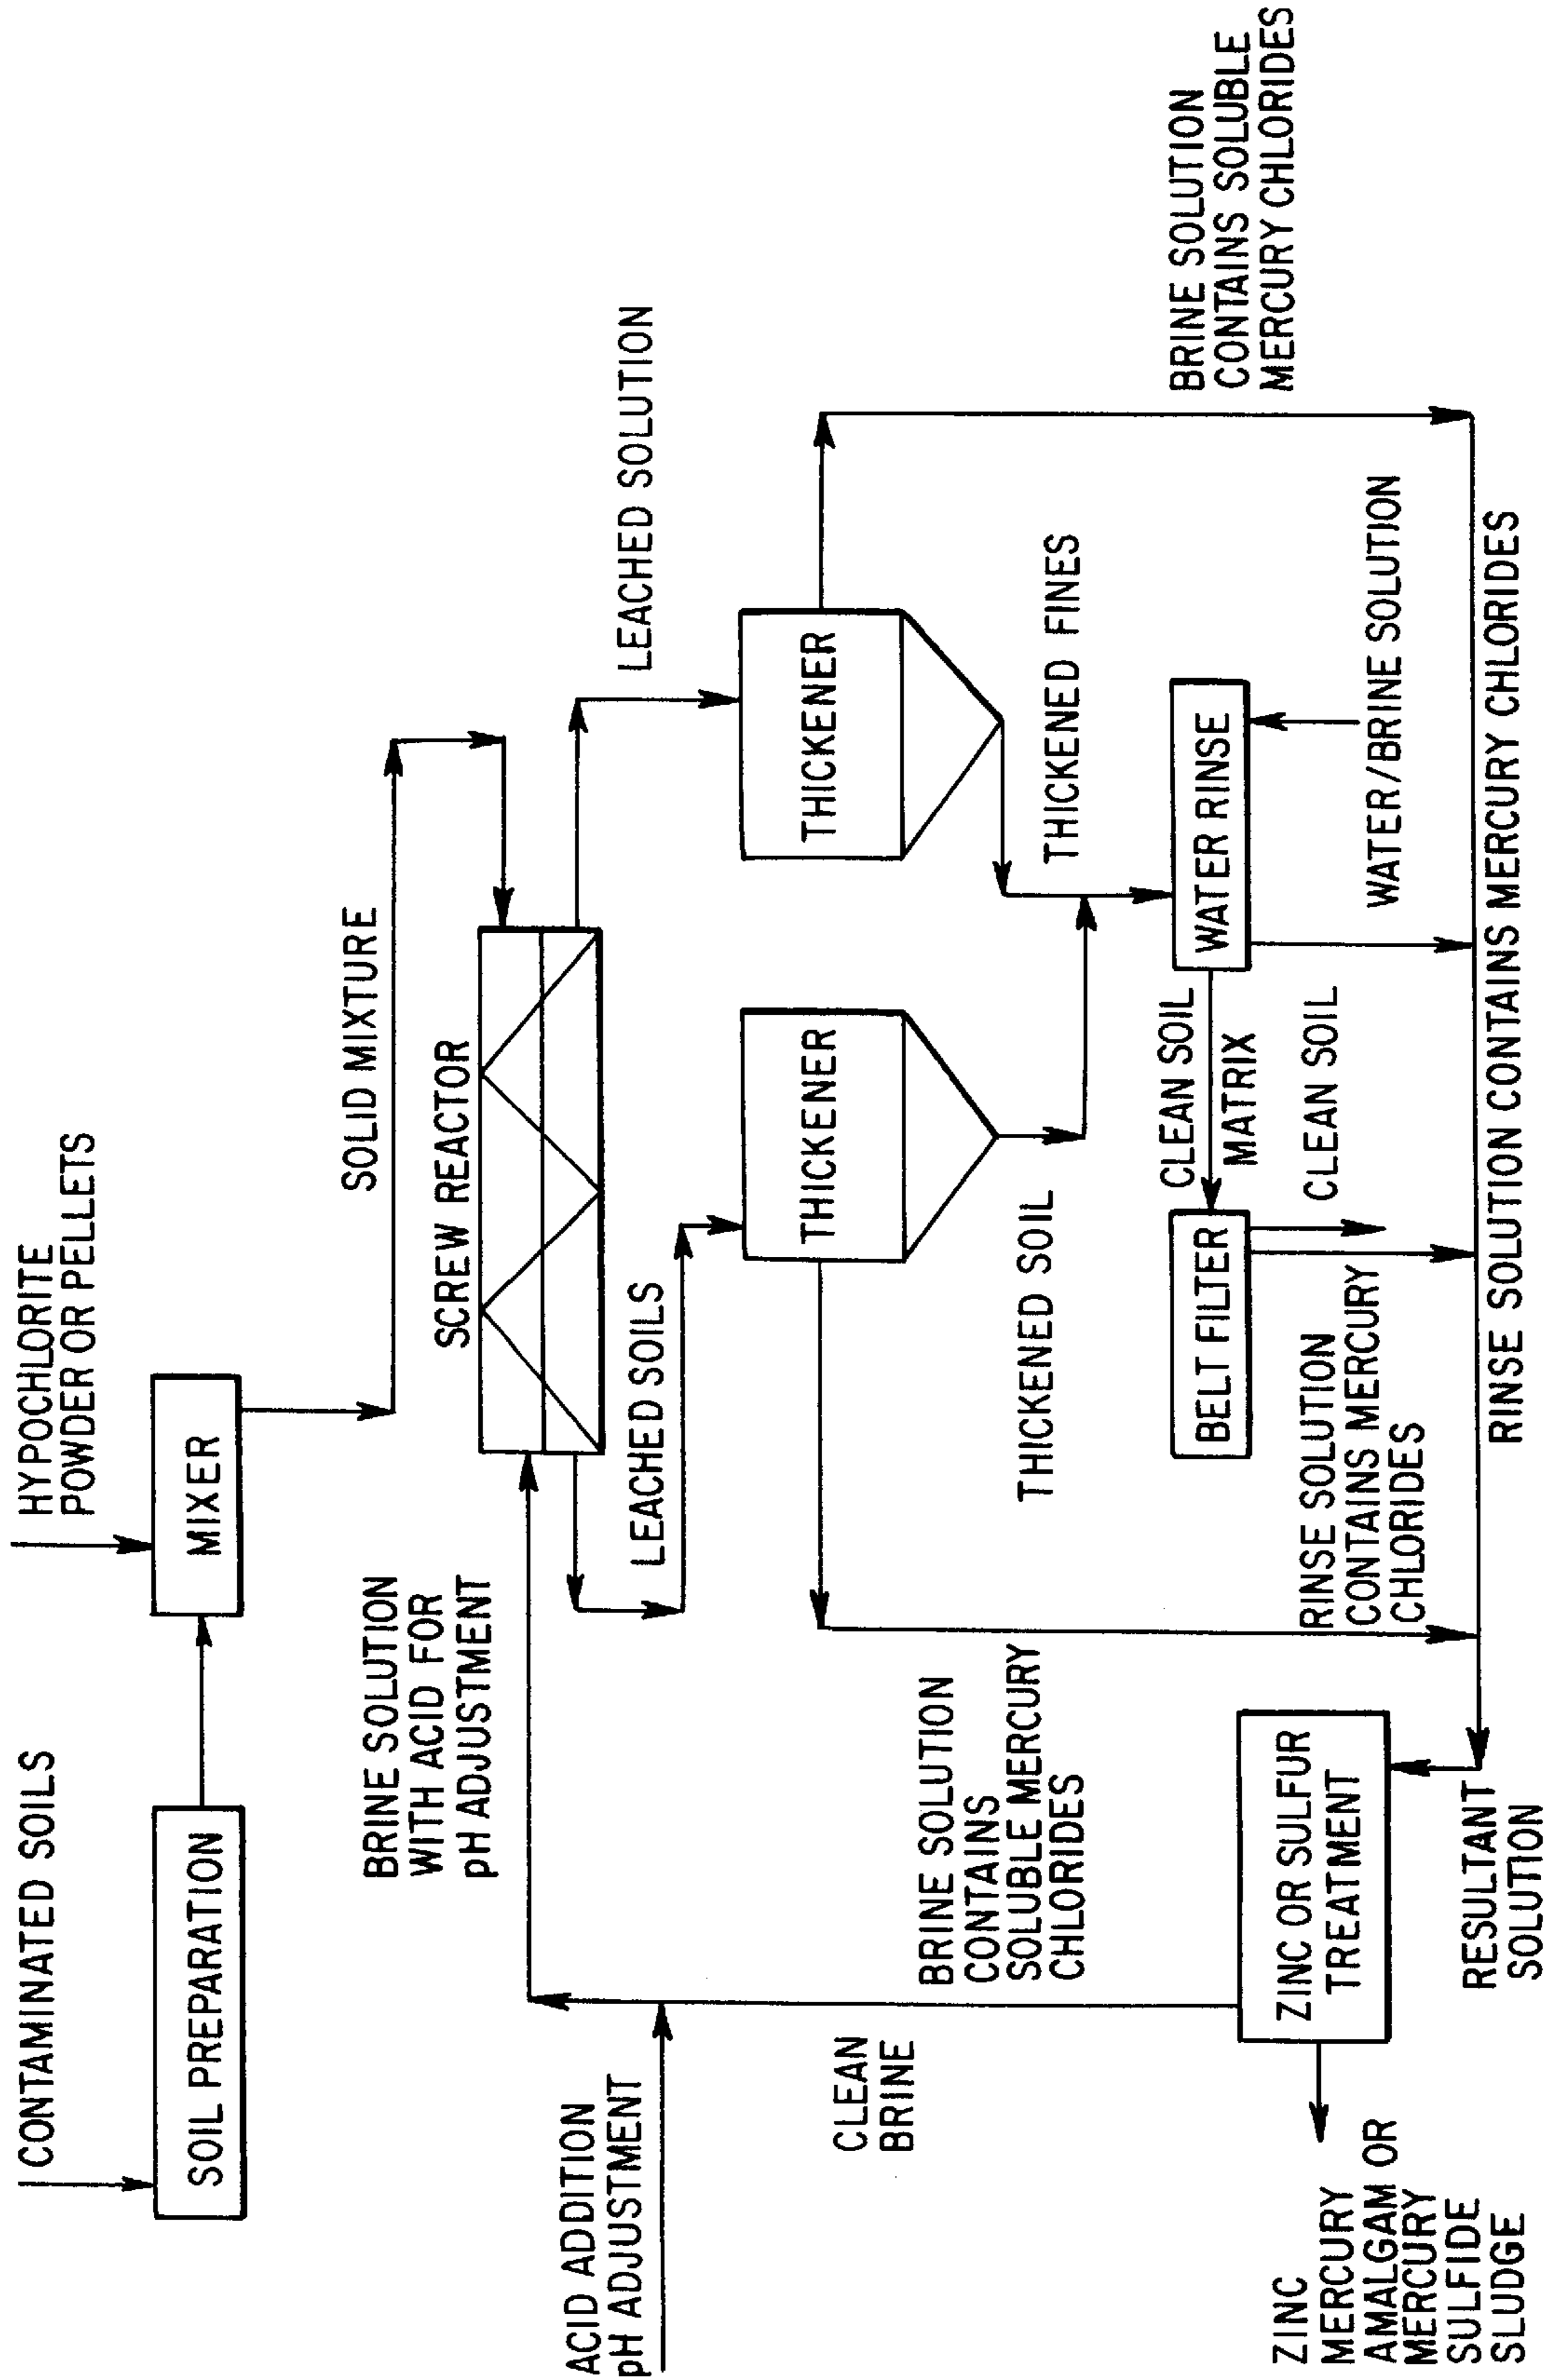 CONTAMINATED SOILS
SOIL PREPARATION
HYPOCHLORITE
POWDER OR PELLETS
MIXER
SOLID MIXTURE
BRINE SOLUTION
WITH ACID FOR
pH ADJUSTMENT
SCREW REACTOR
ACID ADDITION
pH ADJUSTMENT
LEACHED SOILS
LEACHED SOLUTION
THICKENER
THICKENER
CLEAN
BRINE
BRINE SOLUTION
CONTAINS
SOLUBLE MERCURY
CHLORIDES
THICKENED SOIL
THICKENED FINES
BRINE SOLUTION
CONTAINS SOLUBLE
MERCURY CHLORIDES
CLEAN SOIL
MATRIX
BELT FILTER
WATER RINSE
ZINC OR SULFUR
TREATMENT
CLEAN SOIL
RINSE SOLUTION
CONTAINS MERCURY
CHLORIDES
WATER/BRINE SOLUTION
ZINC
MERCURY
AMALGAM OR
MERCURY
SULFIDE
SLUDGE
RESULTANT
SOLUTION
RINSE SOLUTION CONTAINS MERCURY CHLORIDES